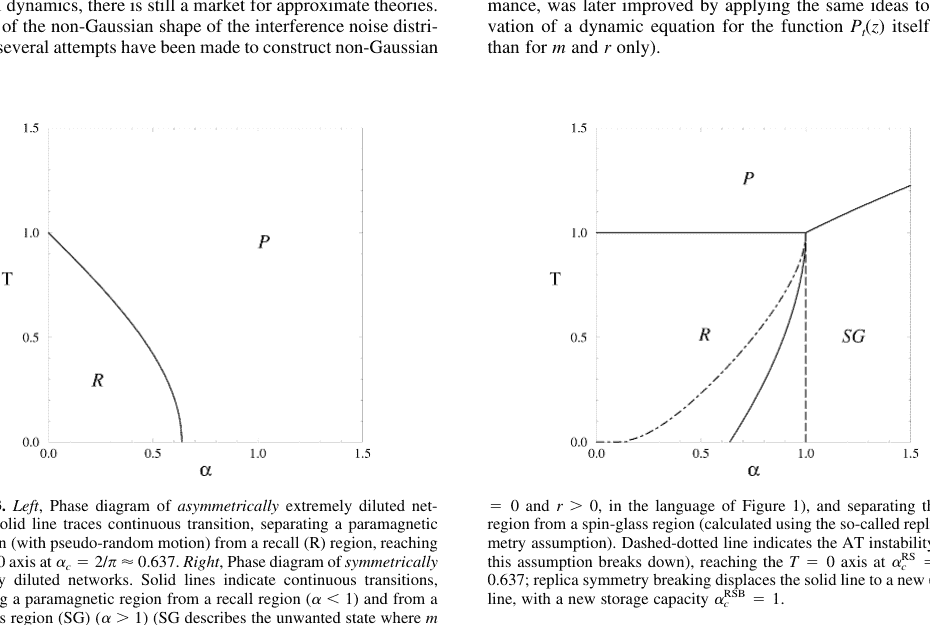 dynamics, there is still a market for approximate theories.
of the non-Gaussian shape of the interference noise distri-
several attempts have been made to construct non-Gaussian
mance, was later improved by applying the same ideas to
vation of a dynamic equation for the function Pt(z) itself
than for m and r only).
1.5
1.0
T
0.5
0.0
P
R
0.0 0.5 1.0 1.5
α
1.5
1.0
T
0.5
0.0
P
R
SG
0.0 0.5 1.0 1.5
α
Left, Phase diagram of asymmetrically extremely diluted net-
solid line traces continuous transition, separating a paramagnetic
(with pseudo-random motion) from a recall (R) region, reaching
0 axis at αc = 2/π ≈ 0.637. Right, Phase diagram of symmetrically
diluted networks. Solid lines indicate continuous transitions,
a paramagnetic region from a recall region (α < 1) and from a
region (SG) (α > 1) (SG describes the unwanted state where m
= 0 and r > 0, in the language of Figure 1), and separating
region from a spin-glass region (calculated using the so-called
metry assumption). Dashed-dotted line indicates the AT instability
this assumption breaks down), reaching the T = 0 axis at αcRS =
0.637; replica symmetry breaking displaces the solid line to a new
line, with a new storage capacity αcRSB = 1.